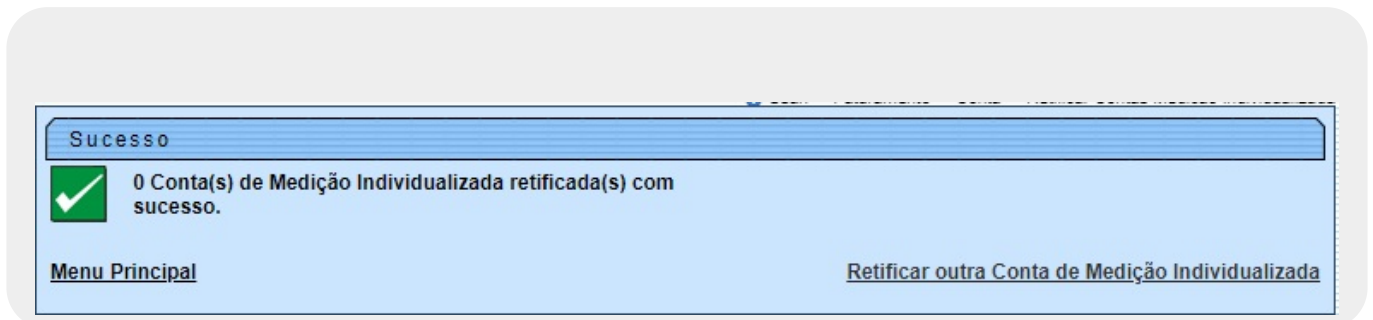 Sucesso
0 Conta(s) de Medição Individualizada retificada(s) com
sucesso.
Menu Principal
Retificar outra Conta de Medição Individualizada